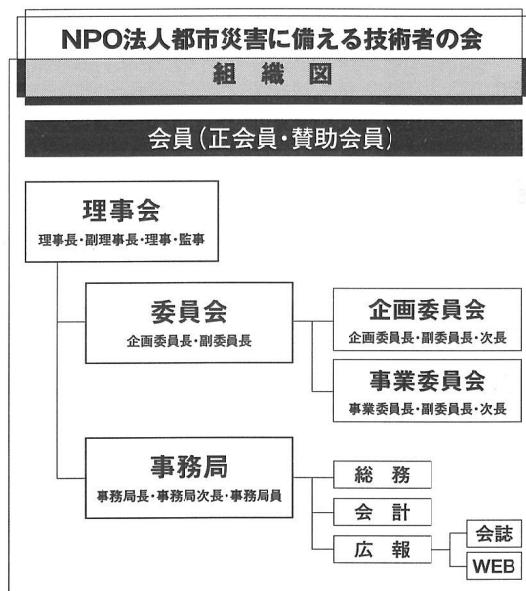 NPO法人都市災害に備える技術者の会
組織図
会員(正会員・賛助会員)
理事会
理事長・副理事長・理事・監事
委員会
企画委員長・副委員長
企画委員会
企画委員長・副委員長・次長
事業委員会
事業委員長・副委員長・次長
事務局
事務局長・事務局次長・事務局員
総務
会計
広報
会誌
WEB